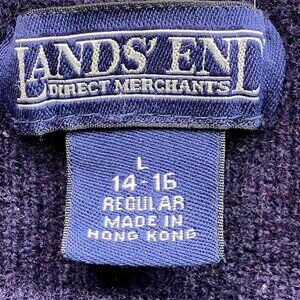 LANDS' END
DIRECT MERCHANTS
L
14-16
REGULAR
MADE IN
HONG KONG